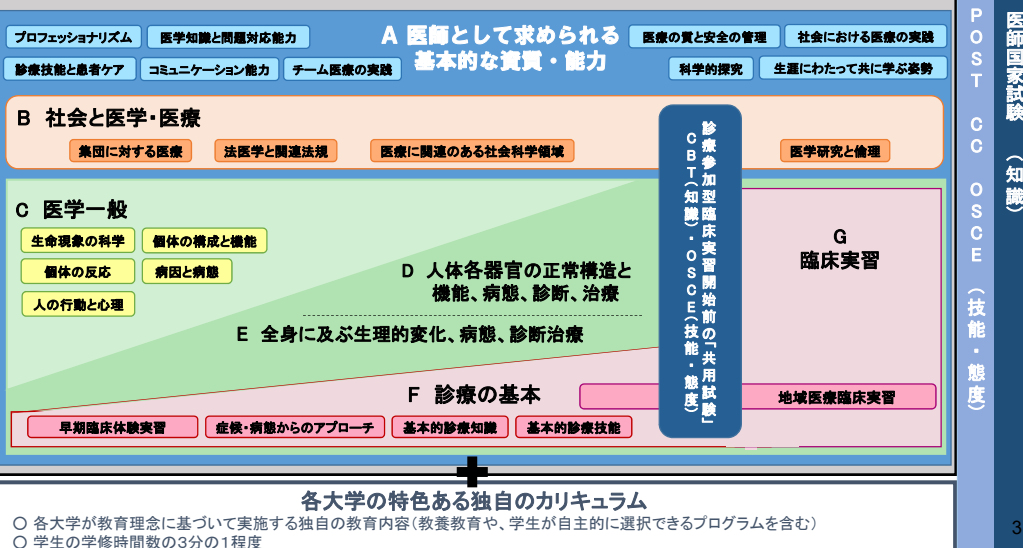 A 医師として求められる
基本的な資質・能力
プロフェッショナリズム
医学知識と問題対応能力
診療技能と患者ケア
コミュニケーション能力
チーム医療の実践
医療の質と安全の管理
社会における医療の実践
科学的探究
生涯にわたって共に学ぶ姿勢
B 社会と医学・医療
集団に対する医療
法医学と関連法規
医療に関連のある社会科学領域
医学研究と倫理
C 医学一般
生命現象の科学
個体の構成と機能
個体の反応
病因と病態
人の行動と心理
D 人体各器官の正常構造と
機能、病態、診断、治療
E 全身に及ぶ生理的変化、病態、診断治療
F 診療の基本
早期臨床体験実習
症候・病態からのアプローチ
基本的診療知識
基本的診療技能
診療参加型臨床実習開始前の「共用試験」
CBT(知識)・OSCE(技能・態度)
G
臨床実習
地域医療臨床実習
POST CC OSCE (技能・態度)
医師国家試験 (知識)
+
各大学の特色ある独自のカリキュラム
○ 各大学が教育理念に基づいて実施する独自の教育内容(教養教育や、学生が自主的に選択できるプログラムを含む)
○ 学生の学修時間数の3分の1程度
3